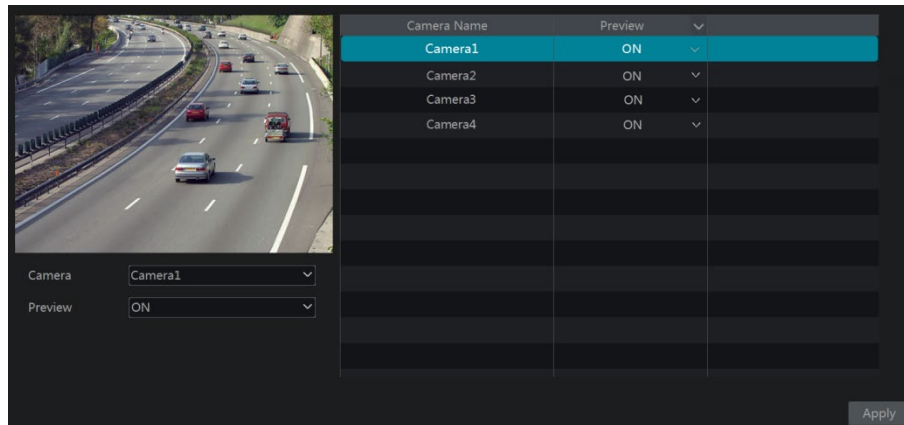 Camera Name Preview
Camera1 ON
Camera2 ON
Camera3 ON
Camera4 ON
Camera Camera1
Preview ON
Apply